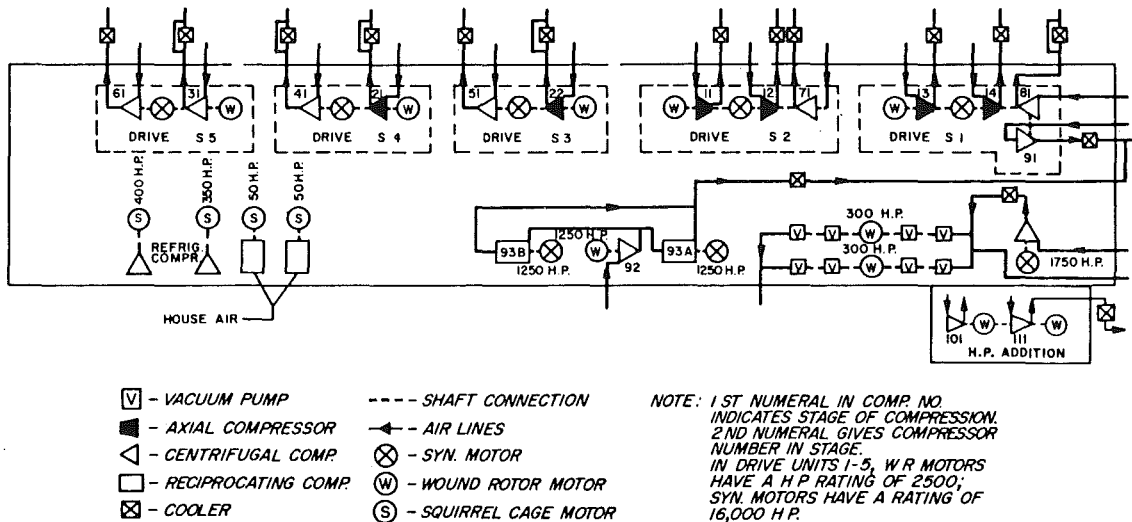 61 31 41 21 51 22 11 12 71 13 14 81
DRIVE S 5 DRIVE S 4 DRIVE S 3 DRIVE S 2 DRIVE S 1
91
400 H.P. 350 H.P. 50 H.P. 50 H.P.
S S S S
REFRIG.
COMPR.
HOUSE AIR
1250 H.P.
93B W 92 93A
1250 H.P. 1250 H.P.
300 H.P.
V V W V V
300 H.P.
V V W V V
1750 H.P.
W W
101 111
H.P. ADDITION
V - VACUUM PUMP
- AXIAL COMPRESSOR
- CENTRIFUGAL COMP.
- RECIPROCATING COMP.
- COOLER
- SHAFT CONNECTION
- AIR LINES
- SYN. MOTOR
W - WOUND ROTOR MOTOR
S - SQUIRREL CAGE MOTOR
NOTE: 1 ST NUMERAL IN COMP. NO.
INDICATES STAGE OF COMPRESSION.
2ND NUMERAL GIVES COMPRESSOR
NUMBER IN STAGE.
IN DRIVE UNITS 1-5, W R MOTORS
HAVE A H P RATING OF 2500;
SYN. MOTORS HAVE A RATING OF
16,000 H.P.